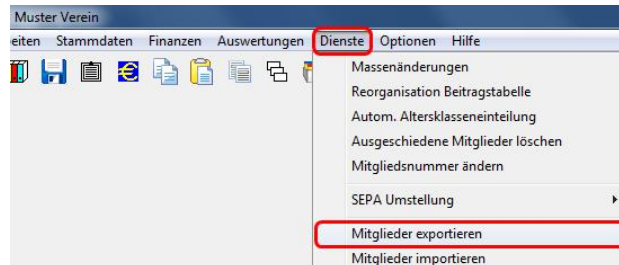 Muster Verein
eiten Stammdaten Finanzen Auswertungen Dienste Optionen Hilfe
Massenänderungen
Reorganisation Beitragstabelle
Autom. Altersklasseneinteilung
Ausgeschiedene Mitglieder löschen
Mitgliedsnummer ändern
SEPA Umstellung
Mitglieder exportieren
Mitglieder importieren